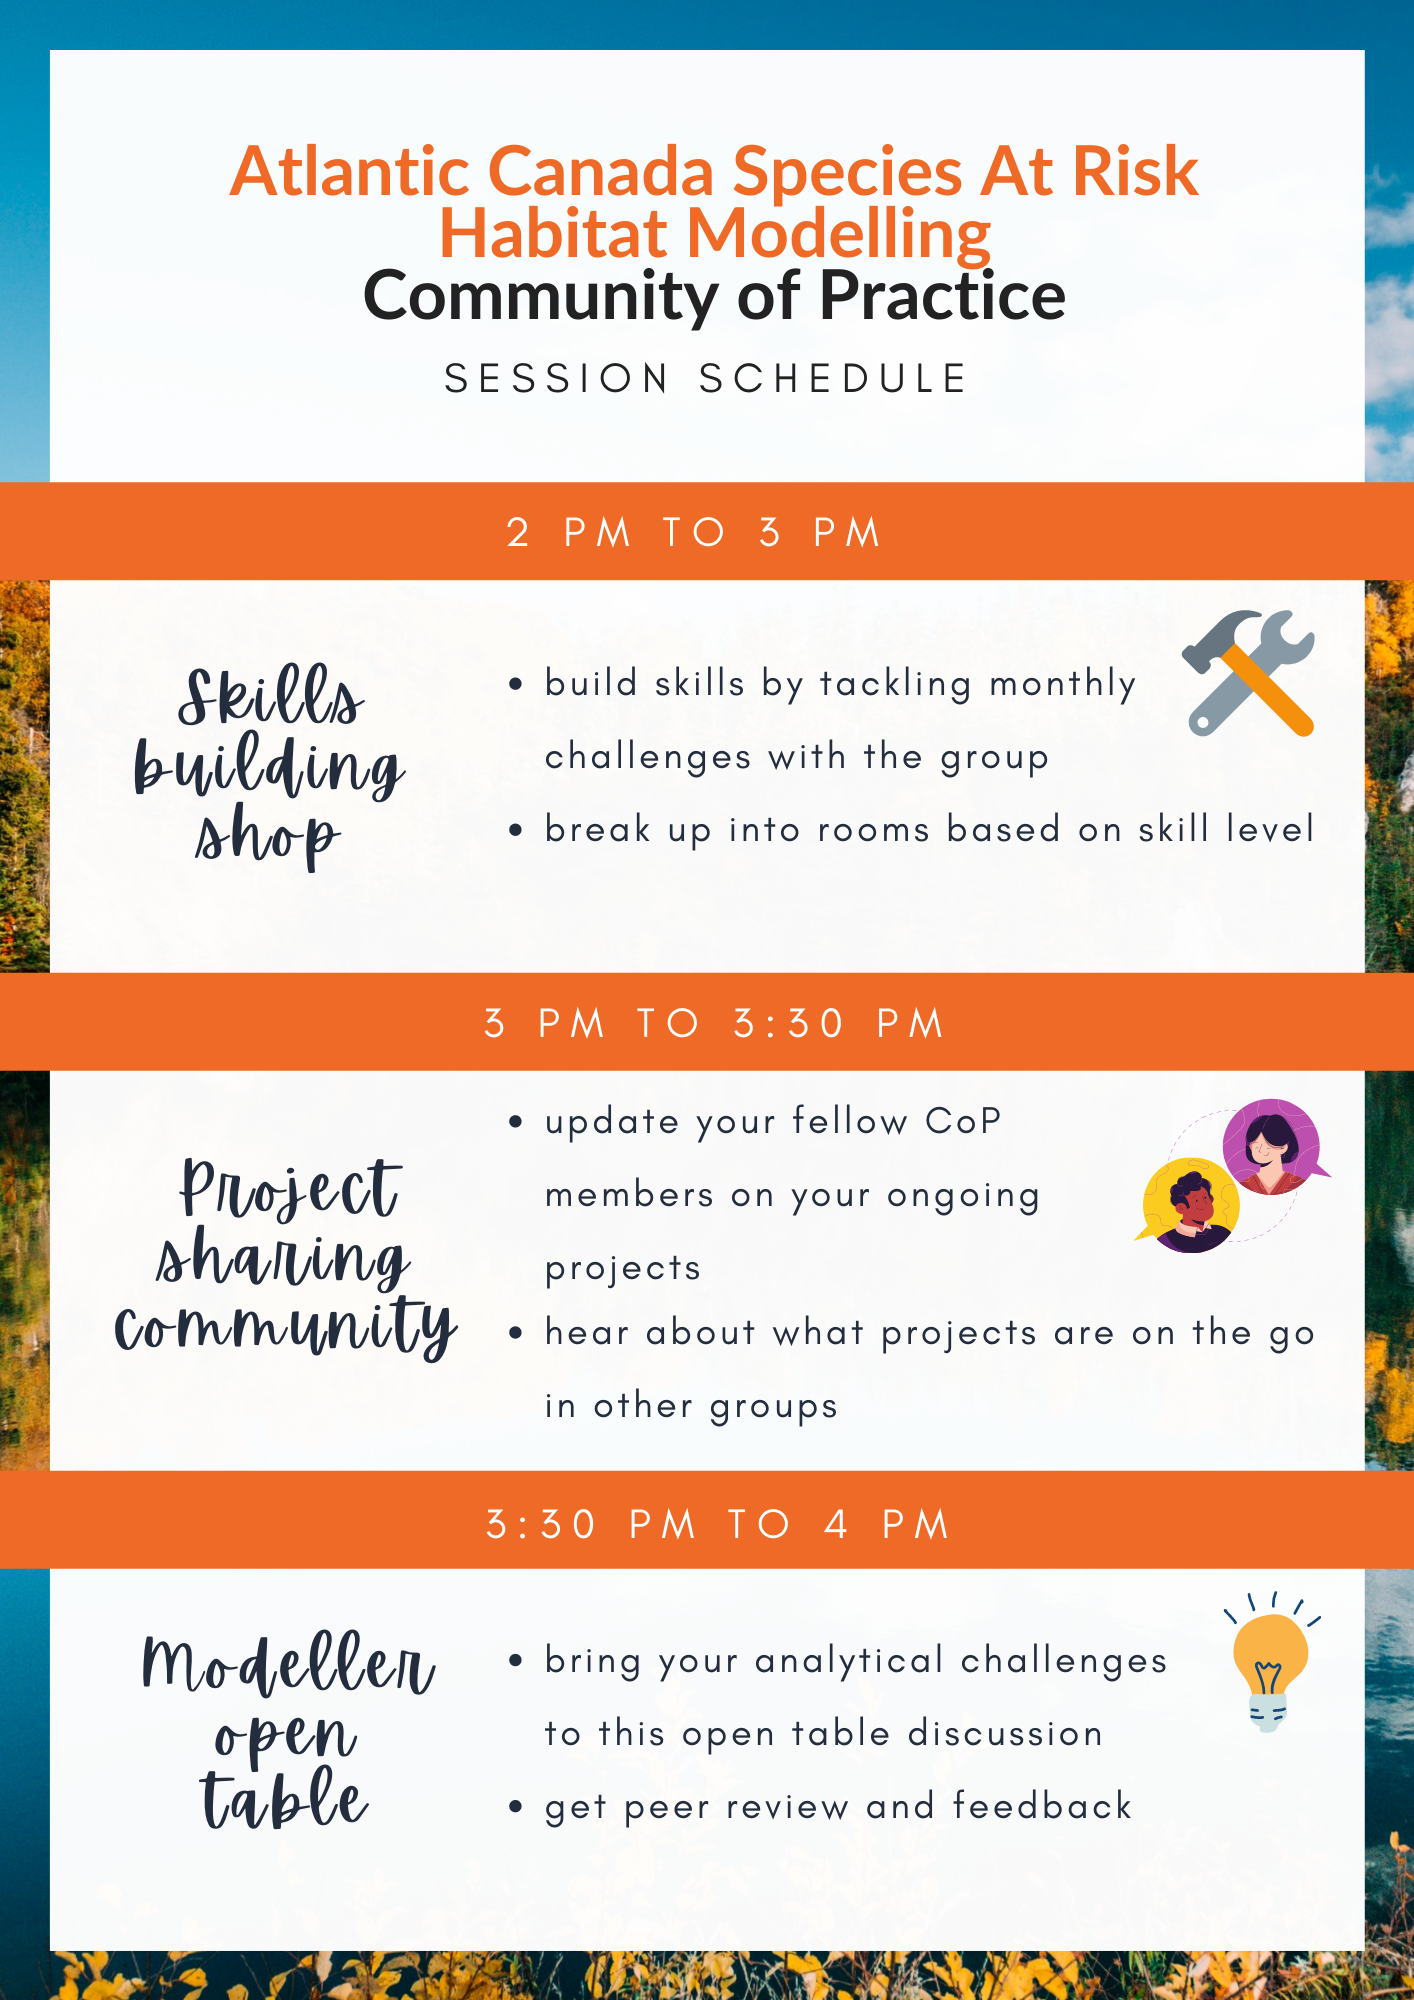 Atlantic Canada Species At Risk
Habitat Modelling
Community of Practice
SESSION SCHEDULE
2 PM TO 3 PM
Skills
building
shop
• build skills by tackling monthly
challenges with the group
• break up into rooms based on skill level
3 PM TO 3:30 PM
Project
sharing
community
• update your fellow CoP
members on your ongoing
projects
• hear about what projects are on the go
in other groups
3:30 PM TO 4 PM
Modeller
open
table
• bring your analytical challenges
to this open table discussion
• get peer review and feedback